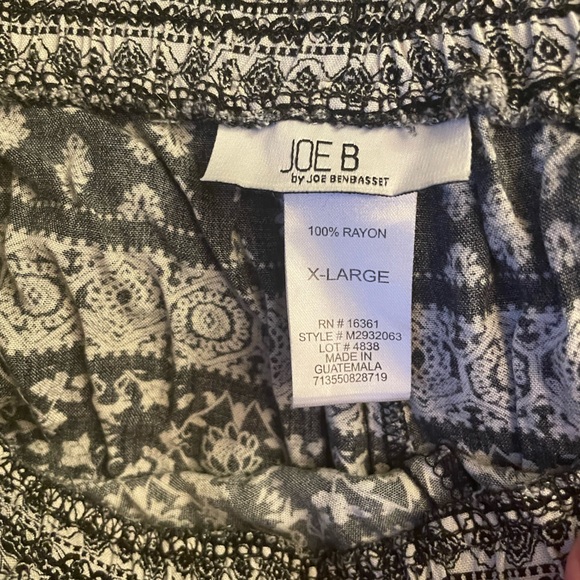 JOE B
by JOE BENBASSET
100% RAYON
X-LARGE
RN # 16361
STYLE # M2932063
LOT # 4838
MADE IN
GUATEMALA
713550828719